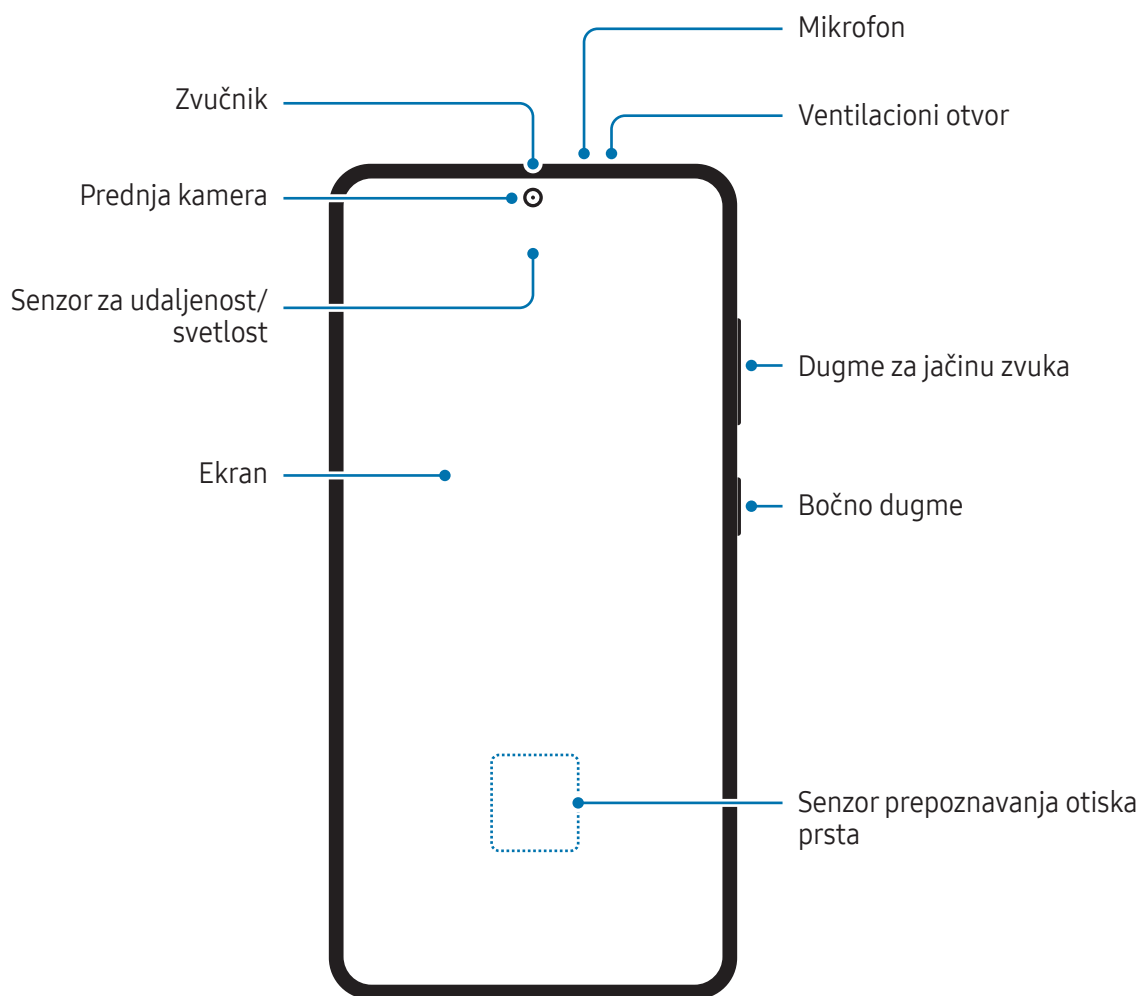 Mikrofon
Zvučnik
Ventilacioni otvor
Prednja kamera
Senzor za udaljenost/
svetlost
Dugme za jačinu zvuka
Ekran
Bočno dugme
Senzor prepoznavanja otiska
prsta